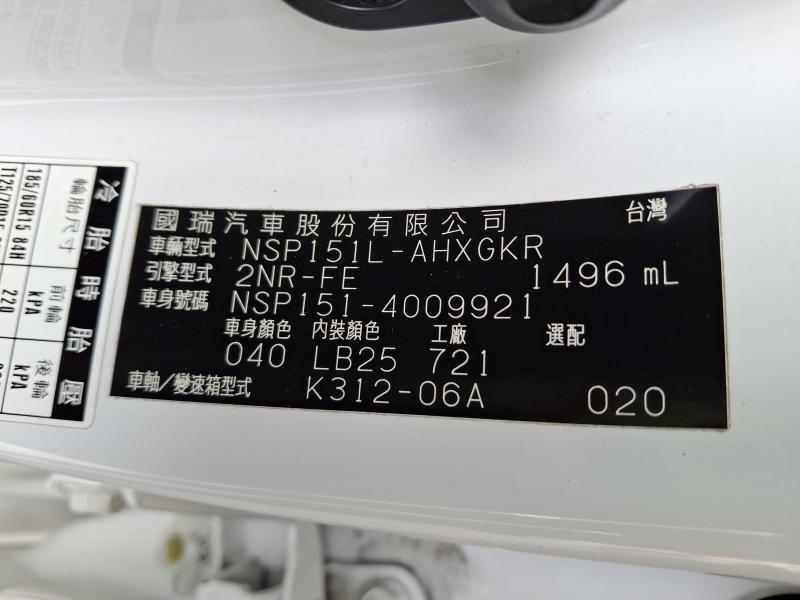 國瑞汽車股份有限公司 台灣
車輛型式 NSP151L-AHXGKR
引擎型式 2NR-FE 1496 mL
車身號碼 NSP151-4009921
車身顏色 內裝顏色 工廠 選配
040 LB25 721
車軸/變速箱型式 K312-06A 020
冷胎時胎壓
輪胎尺寸 前輪 後輪
kPA kPA
185/60R15 84H 220